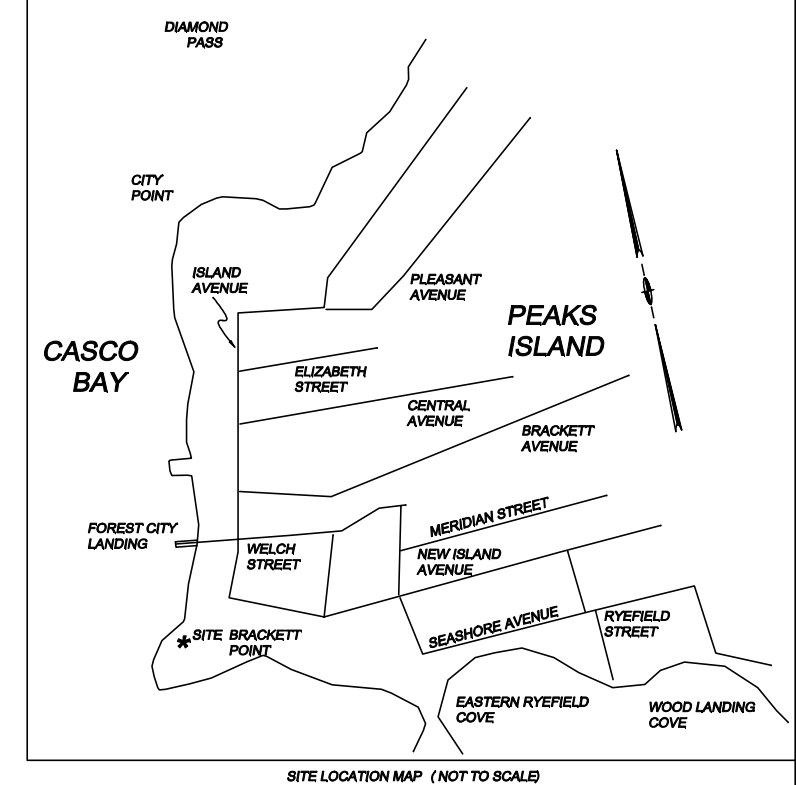 DIAMOND
PASS
CITY
POINT
ISLAND
AVENUE
PLEASANT
AVENUE
PEAKS
ISLAND
CASCO
BAY
ELIZABETH
STREET
CENTRAL
AVENUE
BRACKETT
AVENUE
MERIDIAN STREET
FOREST CITY
LANDING
WELCH
STREET
NEW ISLAND
AVENUE
SEASHORE AVENUE
RYEFIELD
STREET
* SITE BRACKETT
POINT
EASTERN RYEFIELD
COVE
WOOD LANDING
COVE
SITE LOCATION MAP (NOT TO SCALE)